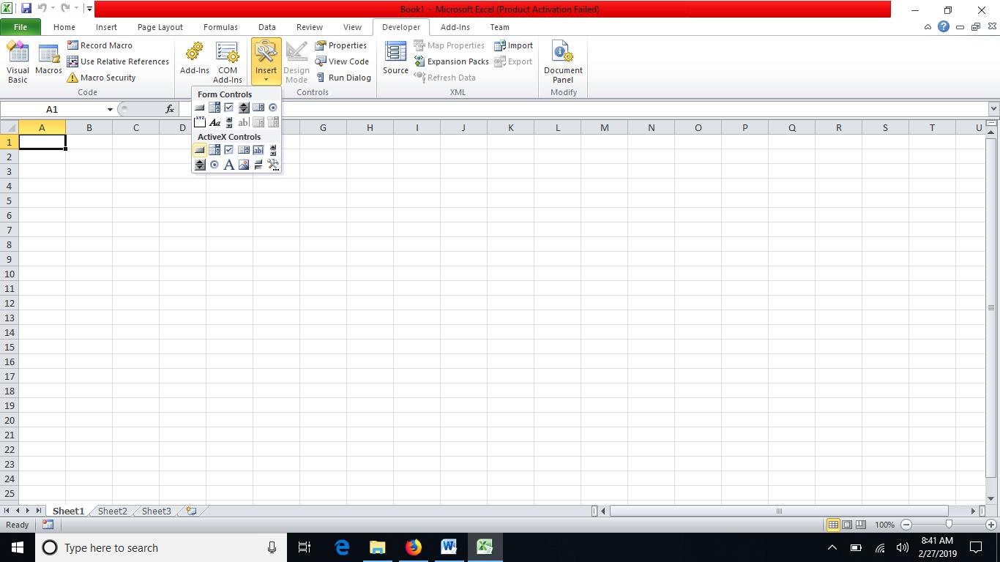 Book1 - Microsoft Excel (Product Activation Failed)
File Home Insert Page Layout Formulas Data Review View Developer Add-Ins Team
Visual Basic
Macros
Record Macro
Use Relative References
Macro Security
Code
Add-Ins
COM Add-Ins
Insert
Design Mode
Properties
View Code
Run Dialog
Controls
Source
Map Properties
Expansion Packs
Refresh Data
Import
Export
XML
Document Panel
Modify
Form Controls
XYZ
Aa
ab|
ActiveX Controls
ab|
A
A1
fx
A B C D G H I J K L M N O P Q R S T U
1
2
3
4
5
6
7
8
9
10
11
12
13
14
15
16
17
18
19
20
21
22
23
24
25
Sheet1 Sheet2 Sheet3
Ready
100%
Type here to search
8:41 AM
2/27/2019